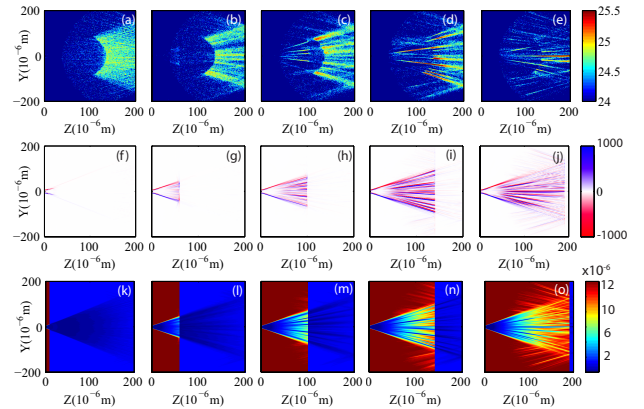 (a) (b) (c) (d) (e)
200 0 −200 Y(10⁻⁶m)
0 100 200 0 100 200 0 100 200 0 100 200 0 100 200
Z(10⁻⁶m) Z(10⁻⁶m) Z(10⁻⁶m) Z(10⁻⁶m) Z(10⁻⁶m)
25.5 25 24.5 24
(f) (g) (h) (i) (j)
200 0 −200 Y(10⁻⁶m)
0 100 200 0 100 200 0 100 200 0 100 200 0 100 200
Z(10⁻⁶m) Z(10⁻⁶m) Z(10⁻⁶m) Z(10⁻⁶m) Z(10⁻⁶m)
1000 0 -1000
(k) (l) (m) (n) (o)
200 0 −200 Y(10⁻⁶m)
0 100 200 0 100 200 0 100 200 0 100 200 0 100 200
Z(10⁻⁶m) Z(10⁻⁶m) Z(10⁻⁶m) Z(10⁻⁶m) Z(10⁻⁶m)
x10⁻⁶
12 10 8 6 4 2